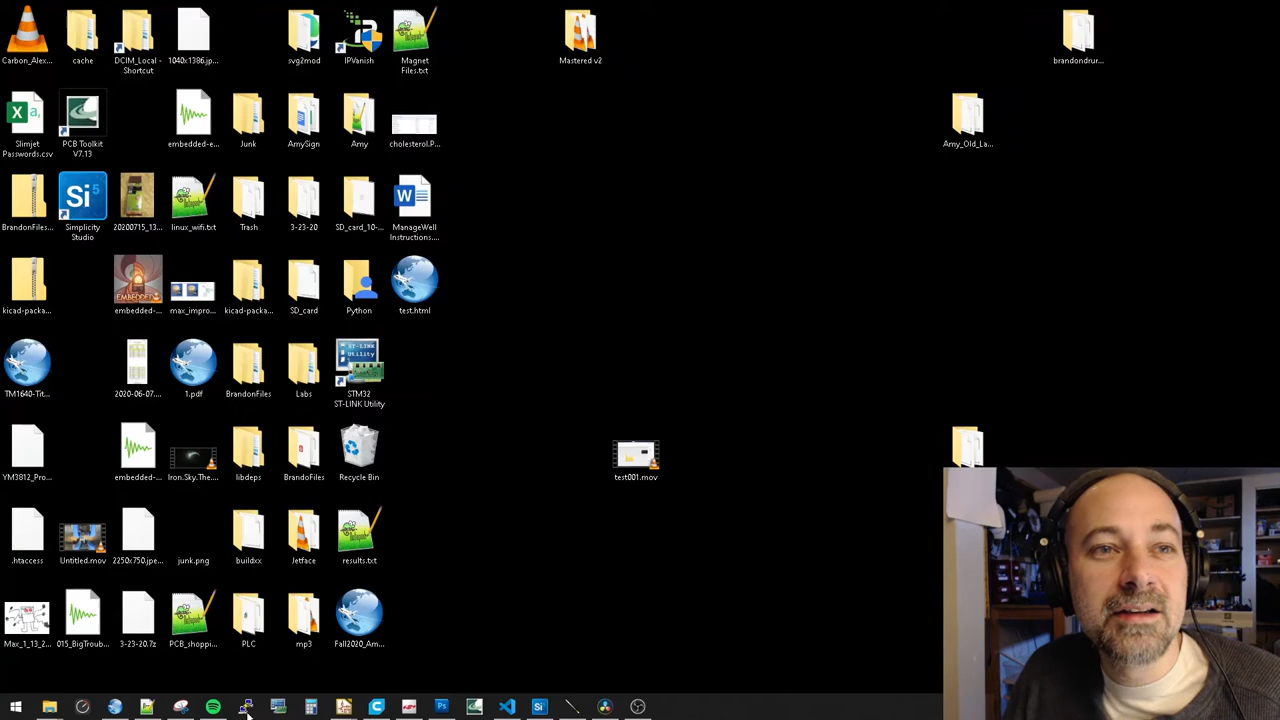 Carbon_Alex...
cache
DCIM_Local -
Shortcut
1040x1386.jp...
svg2mod
IPVanish
Magnet
Files.txt
Mastered v2
brandondrur...
Slimjet
Passwords.csv
PCB Toolkit
V7.13
embedded-e...
Junk
AmySign
Amy
cholesterol.P...
Amy_Old_La...
BrandonFiles...
Simplicity
Studio
20200715_13...
linux_wifi.txt
Trash
3-23-20
SD_card_10-...
ManageWell
Instructions....
kicad-packa...
embedded-...
max_impro...
kicad-packa...
SD_card
Python
test.html
TM1640-Tit...
2020-06-07....
1.pdf
BrandonFiles
Labs
STM32
ST-LINK Utility
YM3812_Pro...
embedded-e...
Iron.Sky.The...
libdeps
BrandoFiles
Recycle Bin
test001.mov
.htaccess
Untitled.mov
2250x750.jpe...
junk.png
buildxx
Jetface
results.txt
Max_1_13_2...
015_BigTroub...
3-23-20.7z
PCB_shoppi...
PLC
mp3
Fall2020_Am...